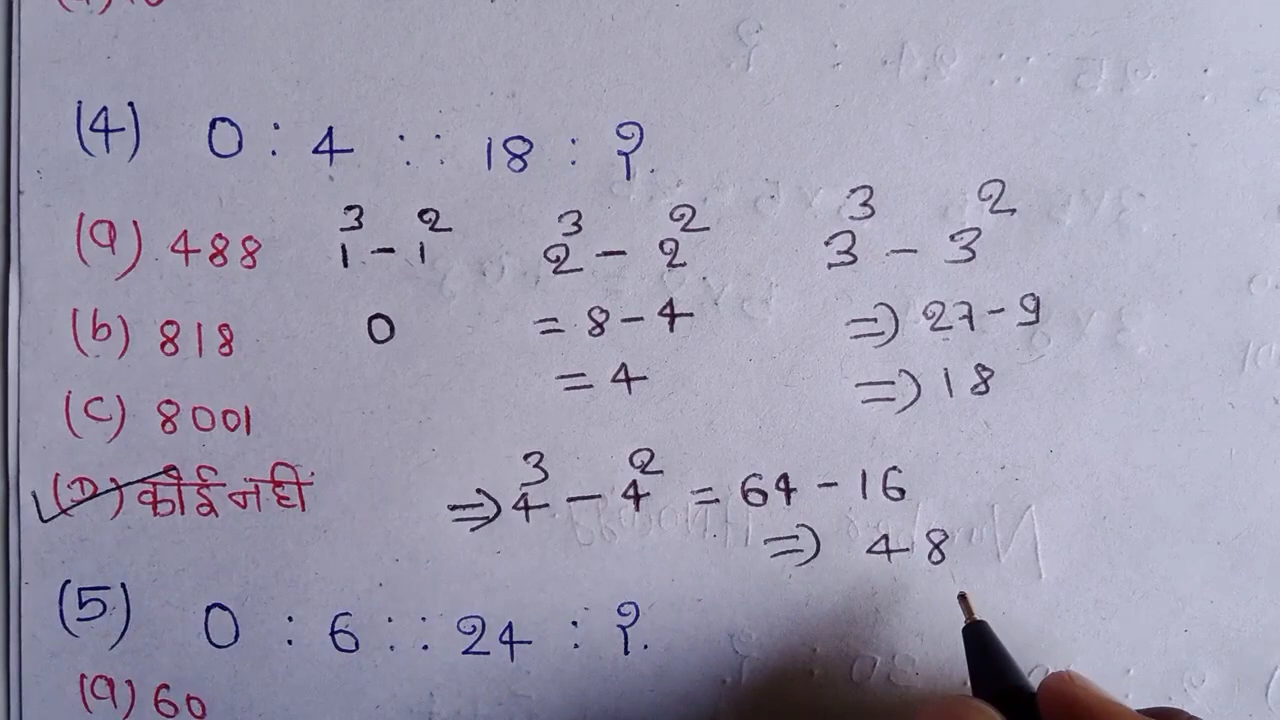 (4) 0 : 4 :: 18 : ?.
(a) 488
1³ - 1²
2³ - 2²
3³ - 3²
(b) 818
0
= 8 - 4
⇒ 27 - 9
= 4
⇒ 18
(c) 8001
(D) कोई नहीं
⇒ 4³ - 4² = 64 - 16
⇒ 48
(5) 0 : 6 :: 24 : ?.
(a) 60